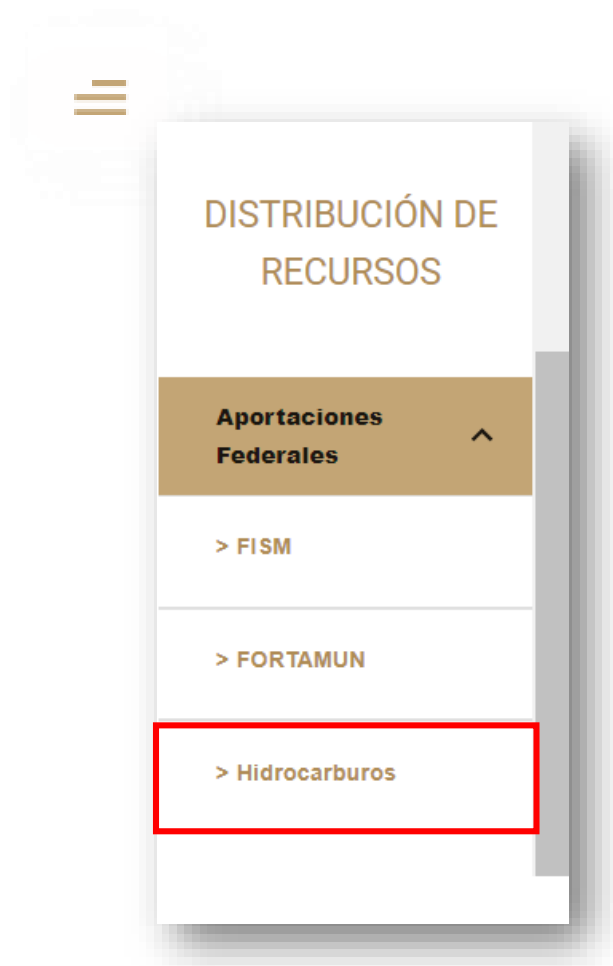 DISTRIBUCIÓN DE
RECURSOS
Aportaciones
Federales
> FISM
> FORTAMUN
> Hidrocarburos